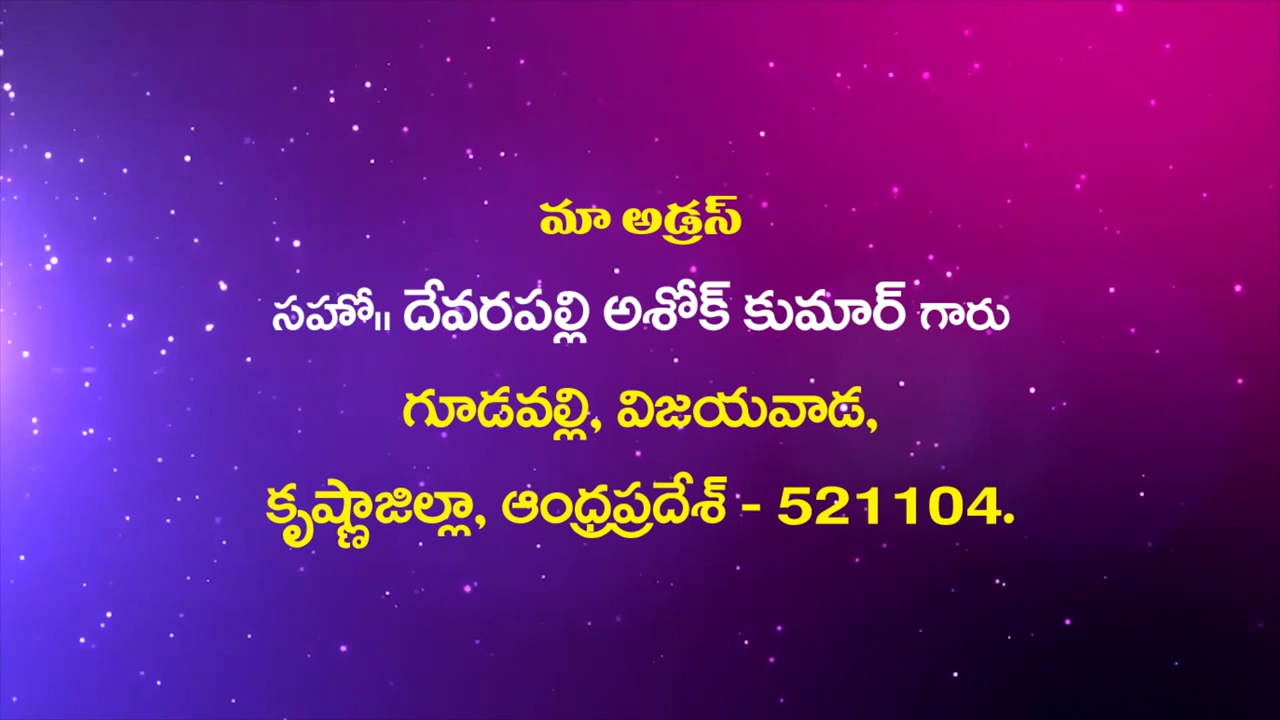 మా అడ్రస్
సహో॥ దేవరపల్లి అశోక్ కుమార్ గారు
గూడవల్లి, విజయవాడ,
కృష్ణాజిల్లా, ఆంధ్రప్రదేశ్ - 521104.